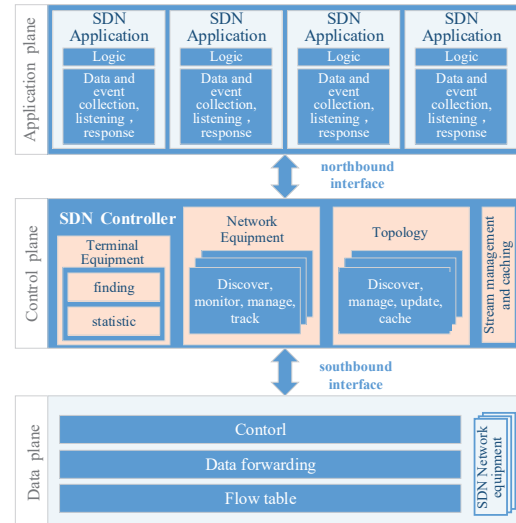 Application plane
SDN
Application
Logic
Data and
event
collection,
listening ,
response
SDN
Application
Logic
Data and
event
collection,
listening ,
response
SDN
Application
Logic
Data and
event
collection,
listening ,
response
SDN
Application
Logic
Data and
event
collection,
listening ,
response
northbound
interface
Control plane
SDN Controller
Terminal
Equipment
finding
statistic
Network
Equipment
Discover,
monitor, manage,
track
Topology
Discover,
manage, update,
cache
Stream management
and caching
southbound
interface
Data plane
Contorl
Data forwarding
Flow table
SDN Network
equipment